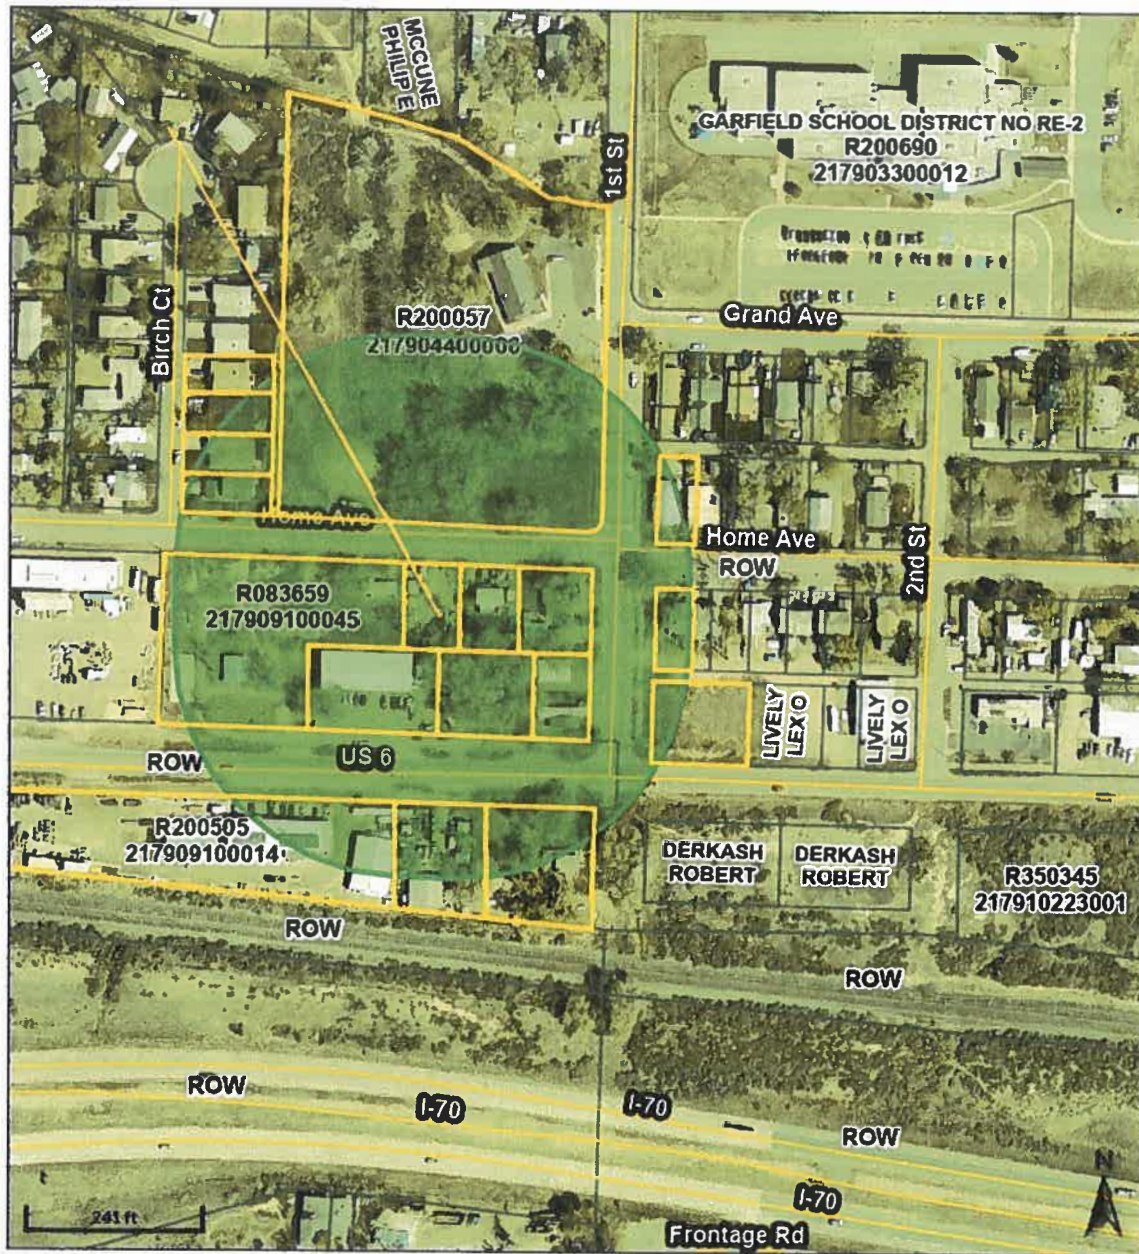 MCCUNE
PHILIP E
1st St
GARFIELD SCHOOL DISTRICT NO RE-2
R200690
217903300012
Birch Ct
R200057
Grand Ave
Home Ave
Home Ave
ROW
2nd St
R083659
217909100045
LIVELY
LEX O
LIVELY
LEX O
US 6
ROW
R200505
217909100014
DERKASH
ROBERT
DERKASH
ROBERT
R350345
217910223001
ROW
ROW
ROW
I-70
I-70
ROW
I-70
N
241 ft
Frontage Rd